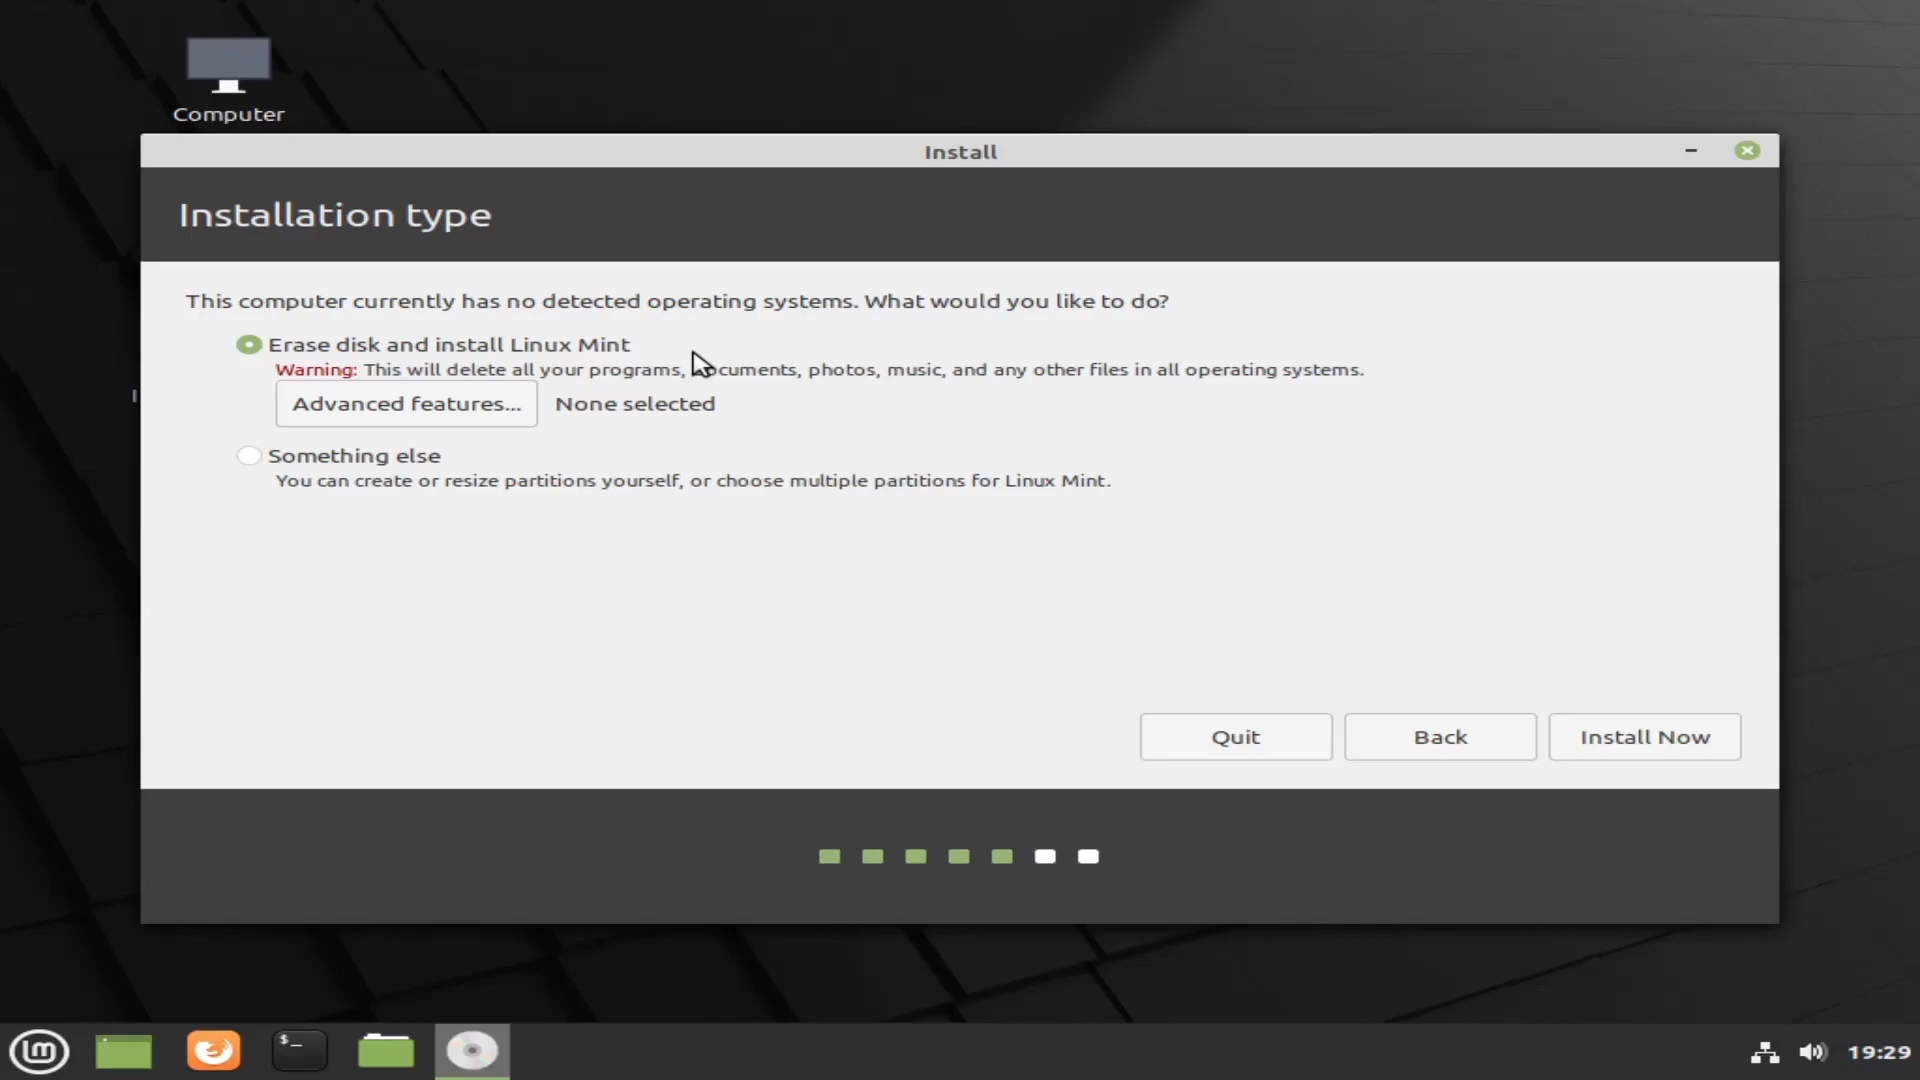 Computer
Install
Installation type
This computer currently has no detected operating systems. What would you like to do?
Erase disk and install Linux Mint
Warning: This will delete all your programs, documents, photos, music, and any other files in all operating systems.
Advanced features...
None selected
Something else
You can create or resize partitions yourself, or choose multiple partitions for Linux Mint.
Quit
Back
Install Now
$_
19:29